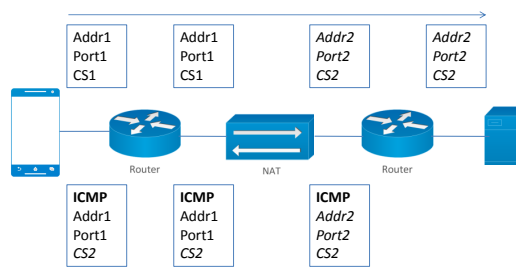 Addr1
Port1
CS1
Addr1
Port1
CS1
Addr2
Port2
CS2
Addr2
Port2
CS2
Router
NAT
Router
ICMP
Addr1
Port1
CS2
ICMP
Addr1
Port1
CS2
ICMP
Addr2
Port2
CS2